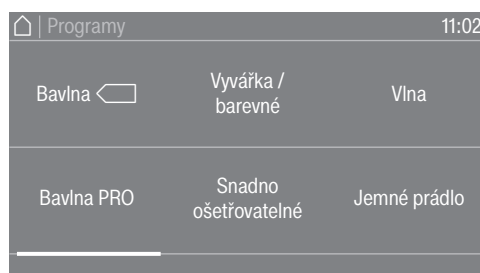 | Programy 11:02
Bavlna
Vyvářka /
barevné
Vlna
Bavlna PRO
Snadno
ošetřovatelné
Jemné prádlo